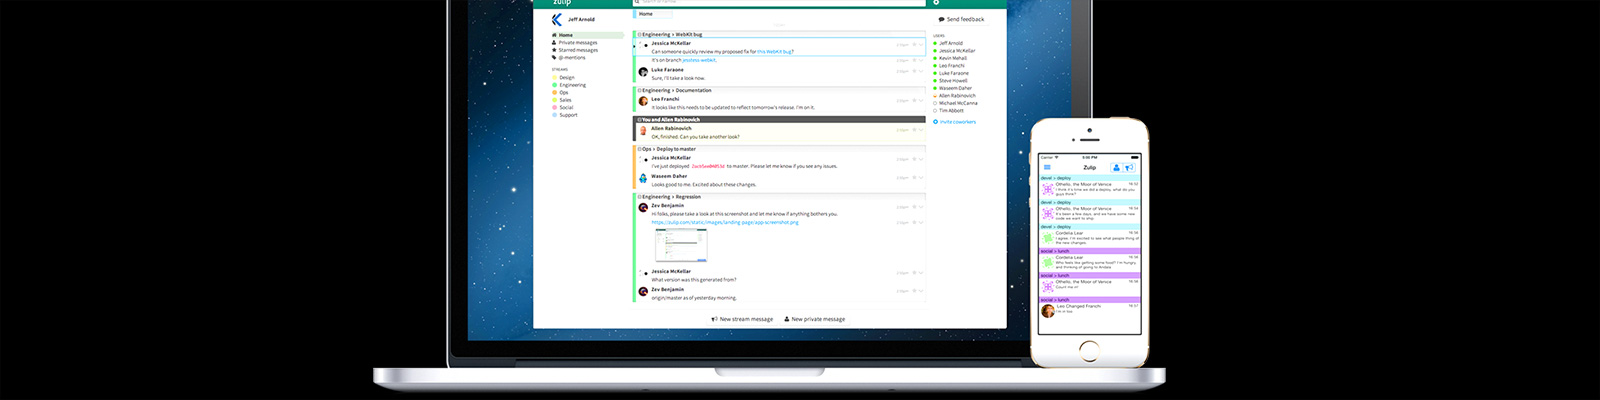 zulip
Search
Home
Jeff Arnold
Home
Private messages
Starred messages
@-mentions
STREAMS
Design
Engineering
Ops
Sales
Social
Support
Engineering > WebKit bug
Jessica McKellar
Can someone quickly review my proposed fix for this WebKit bug?
It's on branch jessmss-webkit.
Luke Faraone
Sure, I'll take a look now.
Engineering > Documentation
Leo Franchi
It looks like this needs to be updated to reflect tomorrow's release. I'm on it.
You and Allen Rabinovich
Allen Rabinovich
OK, finished. Can you take another look?
Ops > Deploy to master
Jessica McKellar
I've just deployed to master. Please let me know if you see any issues.
Waseem Daher
Looks good to me. Excited about these changes.
Engineering > Regression
Zev Benjamin
Hi folks, please take a look at this screenshot and let me know if anything bothers you.
https://zulip.com/static/images/landing-page/app-screenshot.png
Jessica McKellar
What version was this generated from?
Zev Benjamin
origin/master as of yesterday morning.
New stream message
New private message
Send feedback
USERS
Jeff Arnold
Jessica McKellar
Kevin Mehall
Leo Franchi
Luke Faraone
Steve Howell
Waseem Daher
Allen Rabinovich
Michael McCanna
Tim Abbott
Invite coworkers
Carrier
5:05 PM
Zulip
devel > deploy
Othello, the Moor of Venice
I think it's time we did a deploy, what do you guys think?
devel > deploy
Othello, the Moor of Venice
It's been a few days, and we have some new code we want to ship
devel > deploy
Cordelia Lear
I agree. I'm excited to see what people thing of the new changes.
social > lunch
Cordelia Lear
Who feels like getting some food? I'm hungry and thinking of going to Andala
social > lunch
Othello, the Moor of Venice
Count me in!
social > lunch
Leo Changed Franchi
I'm in too